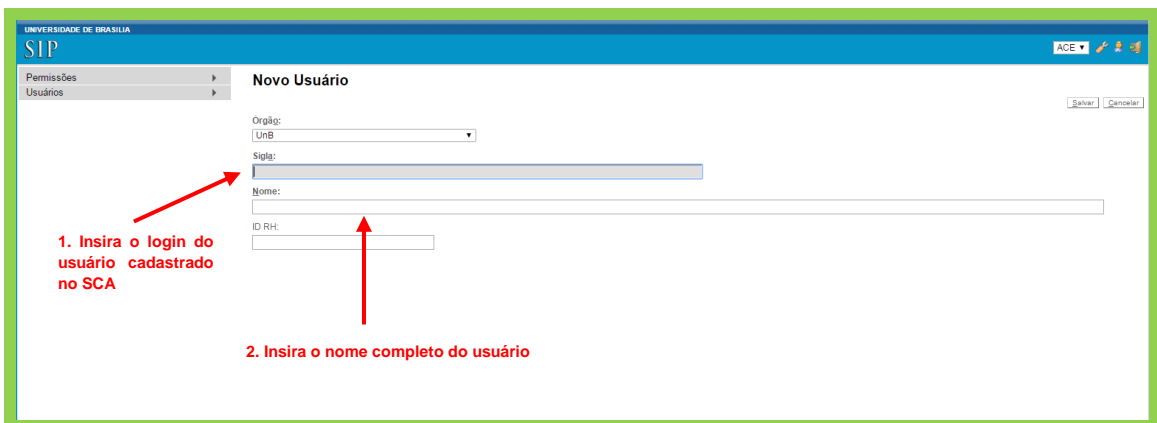 UNIVERSIDADE DE BRASILIA
SIP
ACE
Permissões
Usuários
Novo Usuário
Salvar Cancelar
Orgão:
UnB
Sigla:
Nome:
ID RH:
1. Insira o login do
usuário cadastrado
no SCA
2. Insira o nome completo do usuário